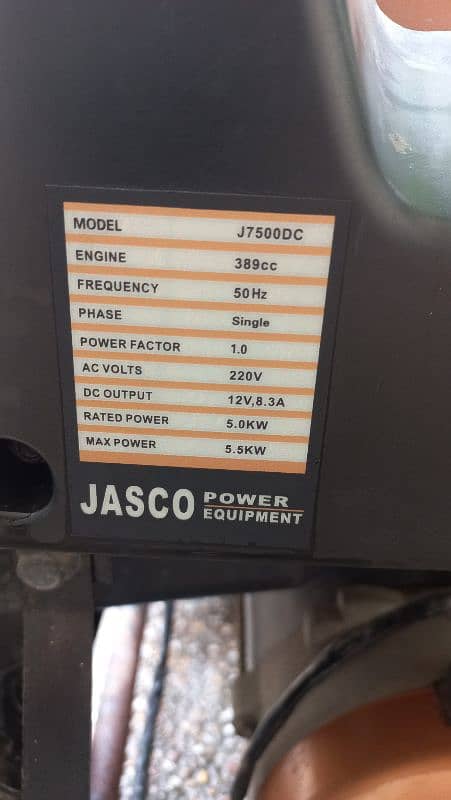 MODEL J7500DC
ENGINE 389cc
FREQUENCY 50Hz
PHASE Single
POWER FACTOR 1.0
AC VOLTS 220V
DC OUTPUT 12V,8.3A
RATED POWER 5.0KW
MAX POWER 5.5KW
JASCO POWER
EQUIPMENT